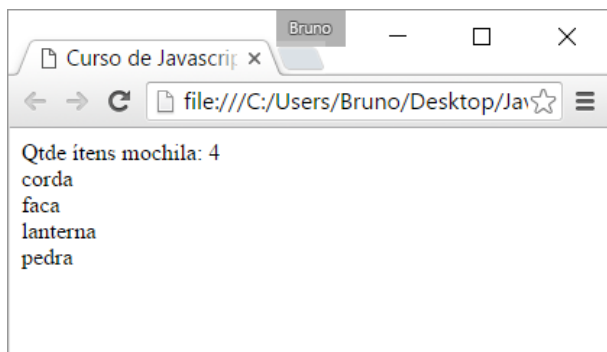 Bruno
Curso de Javascrip
file:///C:/Users/Bruno/Desktop/Jav
Qtde ítens mochila: 4
corda
faca
lanterna
pedra